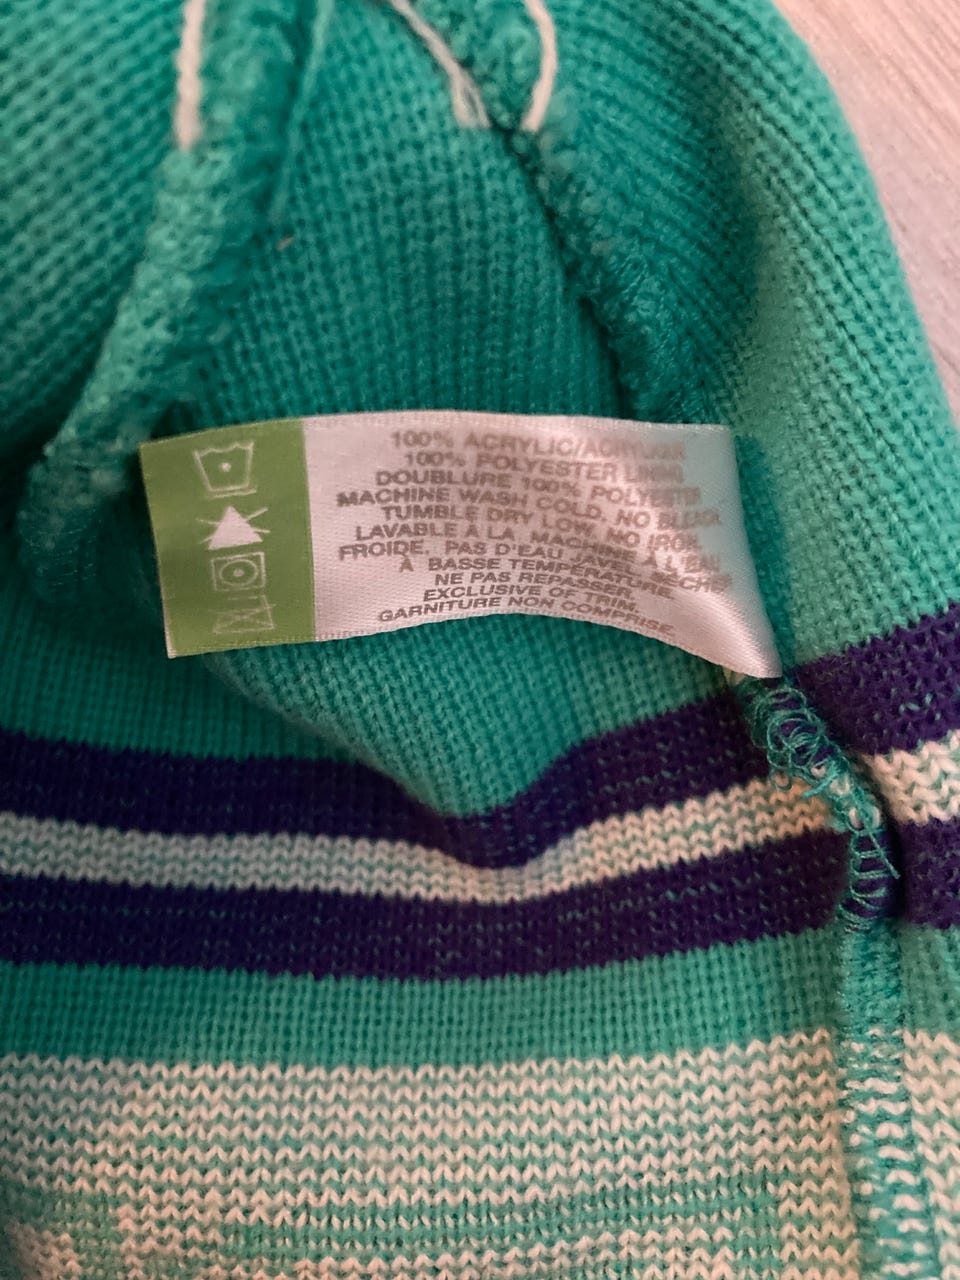 100% ACRYLIC/ACRYLIQUE
100% POLYESTER LINING
DOUBLURE 100% POLYESTER
MACHINE WASH COLD. NO BLEACH
TUMBLE DRY LOW. NO IRON.
LAVABLE À LA MACHINE À L'EAU
FROIDE. PAS D'EAU JAVEL. SÉCHER
À BASSE TEMPÉRATURE.
NE PAS REPASSER.
EXCLUSIVE OF TRIM.
GARNITURE NON COMPRISE.